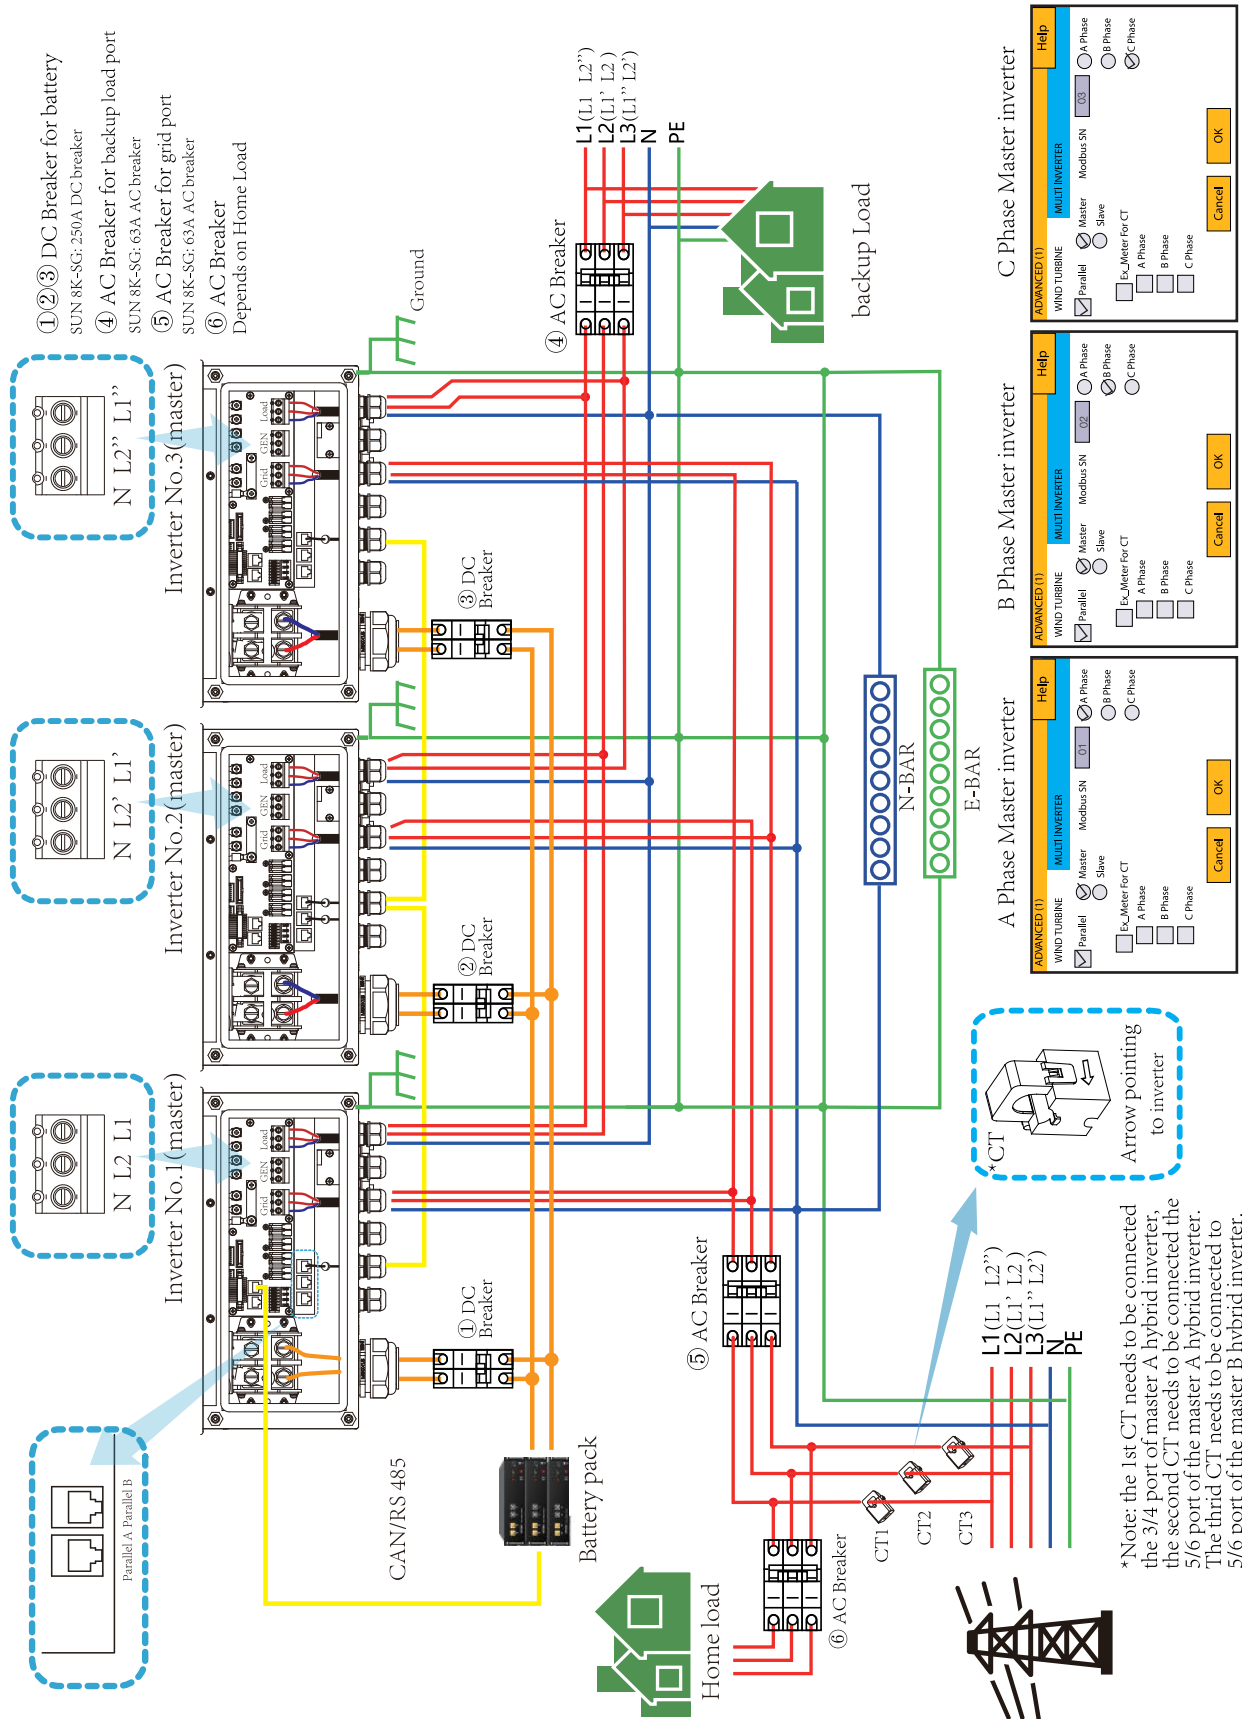 ①②③ DC Breaker for battery
SUN 8K-SG: 250A DC breaker
④ AC Breaker for backup load port
SUN 8K-SG: 63A AC breaker
⑤ AC Breaker for grid port
SUN 8K-SG: 63A AC breaker
⑥ AC Breaker
Depends on Home Load
Parallel A Parallel B
N L2 L1
N L2' L1'
N L2'' L1''
Inverter No.1(master)
Inverter No.2(master)
Inverter No.3(master)
Grid
GEN
Load
Grid
GEN
Load
Grid
GEN
Load
Ground
CAN/RS 485
① DC
Breaker
② DC
Breaker
③ DC
Breaker
Battery pack
④ AC Breaker
L1(L1 L2'')
L2(L1' L2 )
L3(L1'' L2')
N
PE
backup Load
Home load
⑤ AC Breaker
⑥ AC Breaker
CT1
CT2
CT3
L1(L1 L2'')
L2(L1' L2 )
L3(L1'' L2')
N
PE
N-BAR
E-BAR
*CT
Arrow pointing
to inverter
A Phase Master inverter
ADVANCED (1)
Help
WIND TURBINE
MULTI INVERTER
Parallel
Master
Slave
Modbus SN
01
A Phase
B Phase
C Phase
Ex_Meter For CT
A Phase
B Phase
C Phase
Cancel
OK
B Phase Master inverter
ADVANCED (1)
Help
WIND TURBINE
MULTI INVERTER
Parallel
Master
Slave
Modbus SN
02
A Phase
B Phase
C Phase
Ex_Meter For CT
A Phase
B Phase
C Phase
Cancel
OK
C Phase Master inverter
ADVANCED (1)
Help
WIND TURBINE
MULTI INVERTER
Parallel
Master
Slave
Modbus SN
03
A Phase
B Phase
C Phase
Ex_Meter For CT
A Phase
B Phase
C Phase
Cancel
OK
*Note: the 1st CT needs to be connected
the 3/4 port of master A hybrid inverter,
the second CT needs to be connected the
5/6 port of the master A hybrid inverter.
The thrid CT needs to be connected to
5/6 port of the master B hybrid inverter.